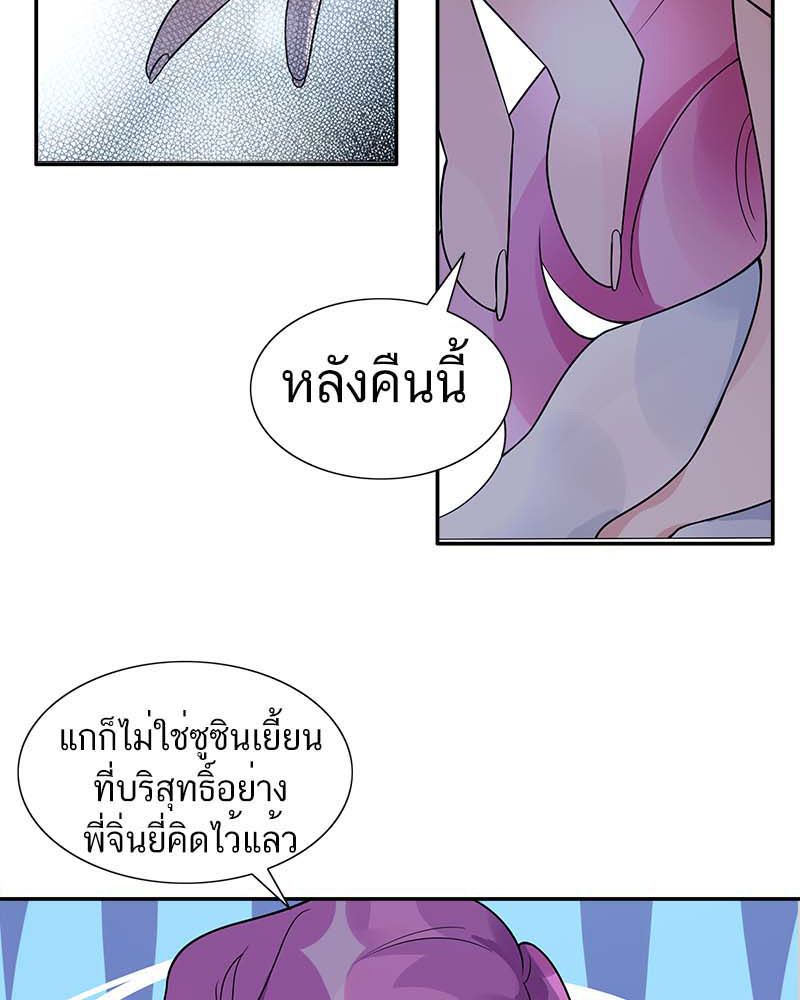 หลังคืนนี้
แกก็ไม่ใช่ซูซินเยี้ยน
ที่บริสุทธิ์อย่าง
พี่จิ่นยี่คิดไว้แล้ว